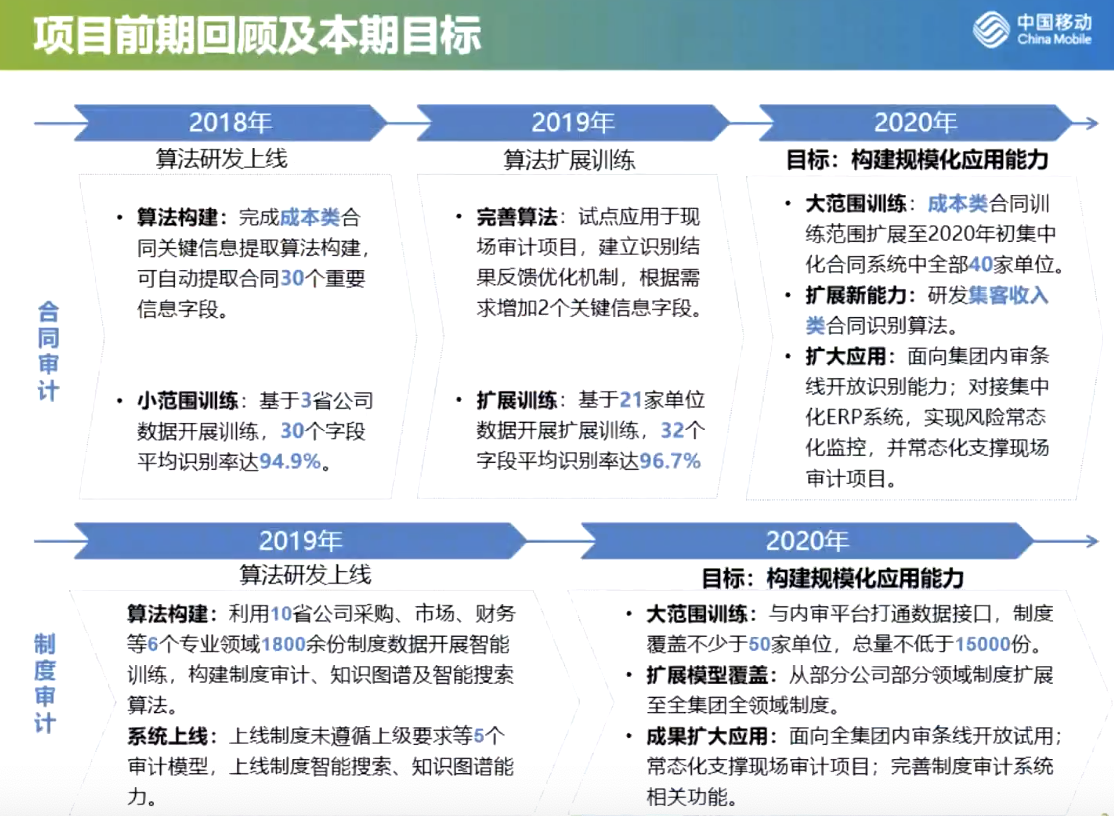 项目前期回顾及本期目标
中国移动
China Mobile
2018年
2019年
2020年
算法研发上线
算法扩展训练
目标：构建规模化应用能力
合同审计
• 算法构建：完成成本类合
同关键信息提取算法构建，
可自动提取合同30个重要
信息字段。
• 小范围训练：基于3省公司
数据开展训练，30个字段
平均识别率达94.9%。
• 完善算法：试点应用于现
场审计项目，建立识别结
果反馈优化机制，根据需
求增加2个关键信息字段。
• 扩展训练：基于21家单位
数据开展扩展训练，32个
字段平均识别率达96.7%
• 大范围训练：成本类合同训
练范围扩展至2020年初集中
化合同系统中全部40家单位。
• 扩展新能力：研发集客收入
类合同识别算法。
• 扩大应用：面向集团内审条
线开放识别能力；对接集中
化ERP系统，实现风险常态
化监控，并常态化支撑现场
审计项目。
2019年
2020年
算法研发上线
目标：构建规模化应用能力
制度审计
算法构建：利用10省公司采购、市场、财务
等6个专业领域1800余份制度数据开展智能
训练，构建制度审计、知识图谱及智能搜索
算法。
系统上线：上线制度未遵循上级要求等5个
审计模型，上线制度智能搜索、知识图谱能
力。
• 大范围训练：与内审平台打通数据接口，制度
覆盖不少于50家单位，总量不低于15000份。
• 扩展模型覆盖：从部分公司部分领域制度扩展
至全集团全领域制度。
• 成果扩大应用：面向全集团内审条线开放试用；
常态化支撑现场审计项目；完善制度审计系统
相关功能。